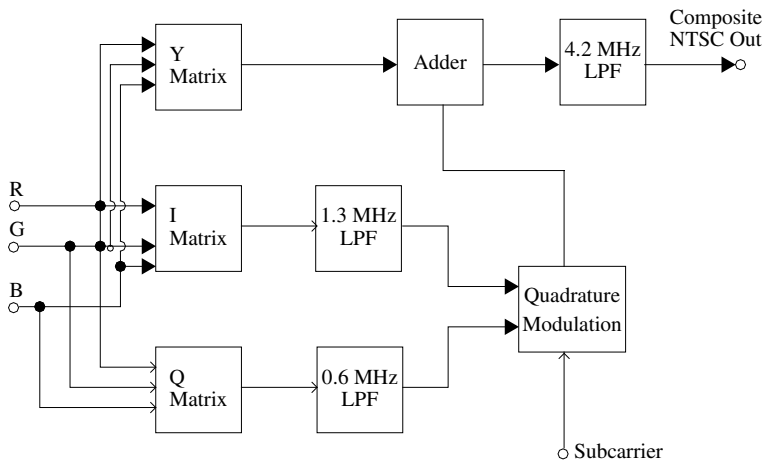 Composite
NTSC Out
Y
Matrix
Adder
4.2 MHz
LPF
R
G
B
I
Matrix
1.3 MHz
LPF
Quadrature
Modulation
Q
Matrix
0.6 MHz
LPF
Subcarrier